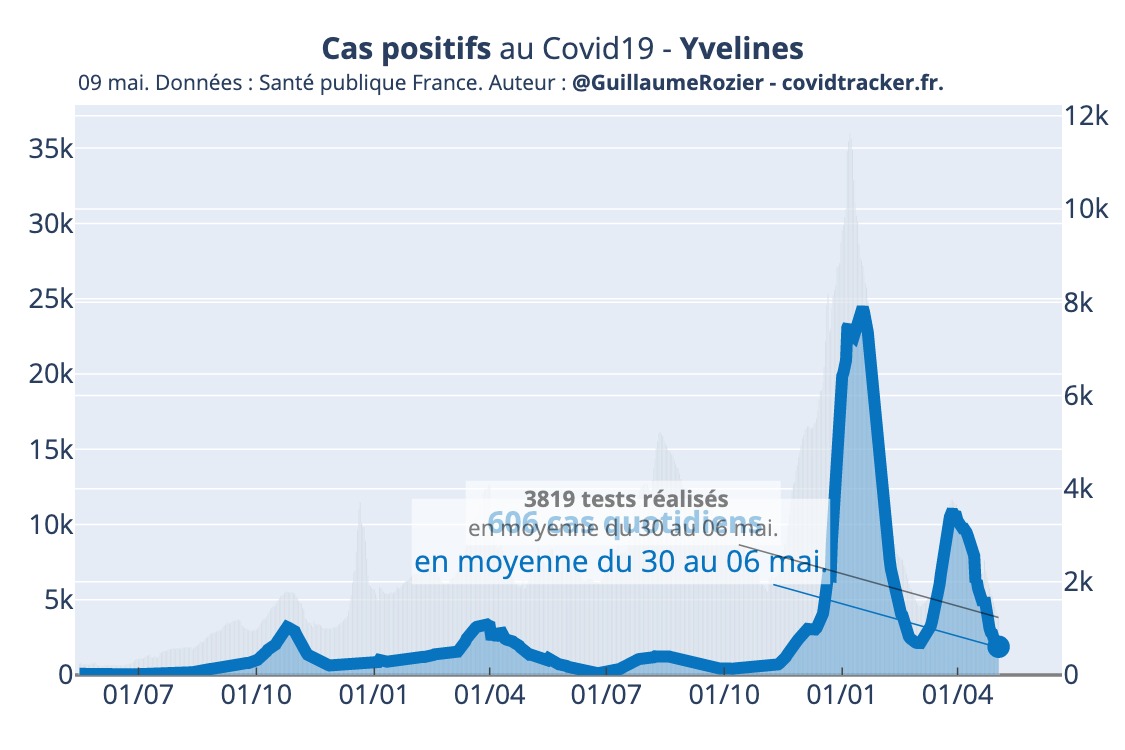 Cas positifs au Covid19 - Yvelines
09 mai. Données : Santé publique France. Auteur : @GuillaumeRozier - covidtracker.fr.
12k
35k
10k
30k
25k
8k
20k
6k
15k
4k
3819 tests réalisés
606 cas quotidiens
en moyenne du 30 au 06 mai.
10k
en moyenne du 30 au 06 mai.
2k
5k
0
0
01/07 01/10 01/01 01/04 01/07 01/10 01/01 01/04